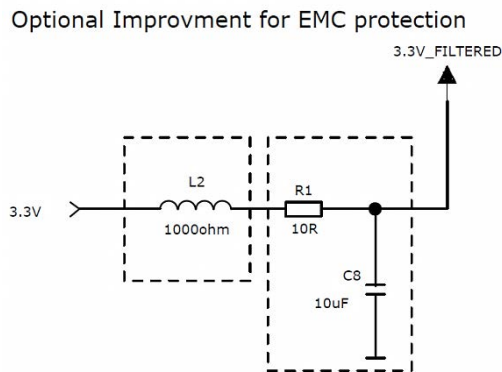 Optional Improvment for EMC protection
3.3V_FILTERED
L2
R1
3.3V
1000ohm
10R
C8
10uF